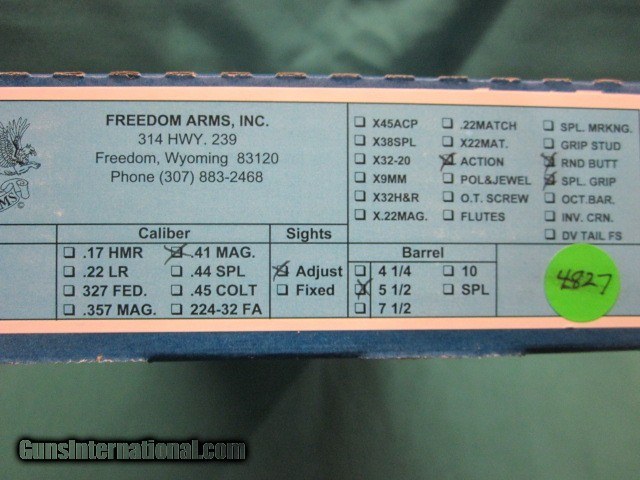 FREEDOM ARMS, INC.
314 HWY. 239
Freedom, Wyoming 83120
Phone (307) 883-2468
MS
X45ACP
.22MATCH
SPL. MRKNG.
X38SPL
X22MAT.
GRIP STUD
X32-20
ACTION
RND BUTT
X9MM
POL&JEWEL
SPL. GRIP
X32H&R
O.T. SCREW
OCT.BAR.
X.22MAG.
FLUTES
INV. CRN.
DV TAIL FS
Caliber
.17 HMR
.41 MAG.
.22 LR
.44 SPL
327 FED.
.45 COLT
.357 MAG.
224-32 FA
Sights
Adjust
Fixed
Barrel
4 1/4
10
5 1/2
SPL
7 1/2
4827
GunsInternational.com